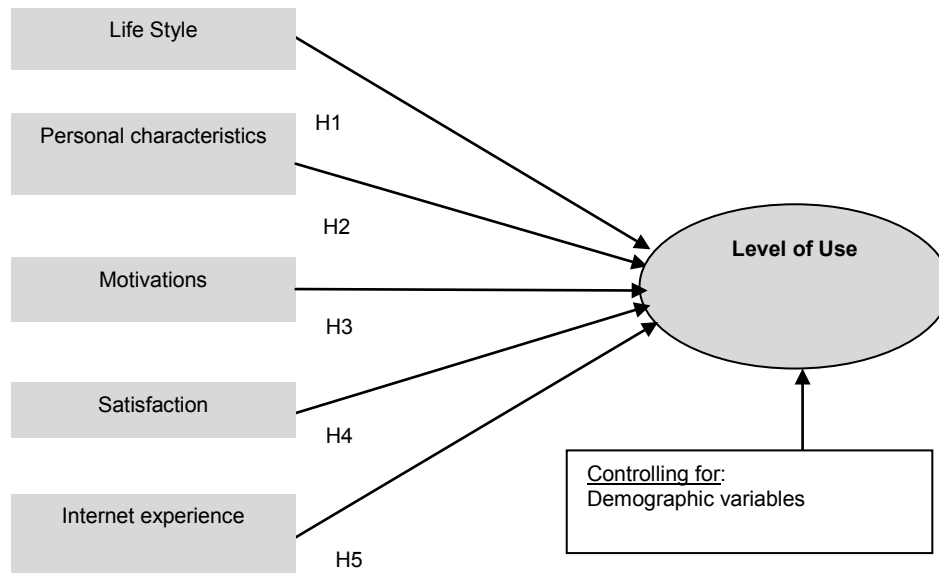 Life Style
H1
Personal characteristics
H2
Level of Use
Motivations
H3
Satisfaction
H4
Controlling for:
Demographic variables
Internet experience
H5